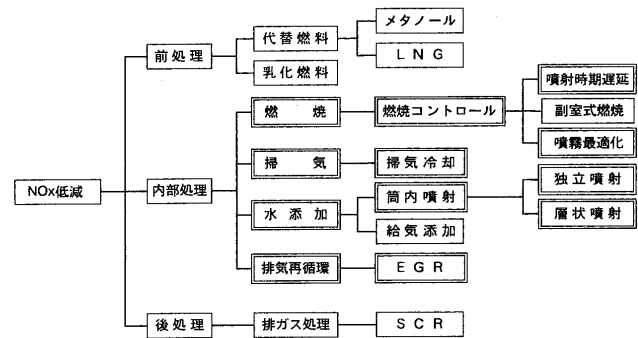 NOx低減
前処理
代替燃料
メタノール
LNG
乳化燃料
内部処理
燃焼
燃焼コントロール
噴射時期遅延
副室式燃焼
噴霧最適化
掃気
掃気冷却
水添加
筒内噴射
独立噴射
層状噴射
給気添加
排気再循環
EGR
後処理
排ガス処理
SCR